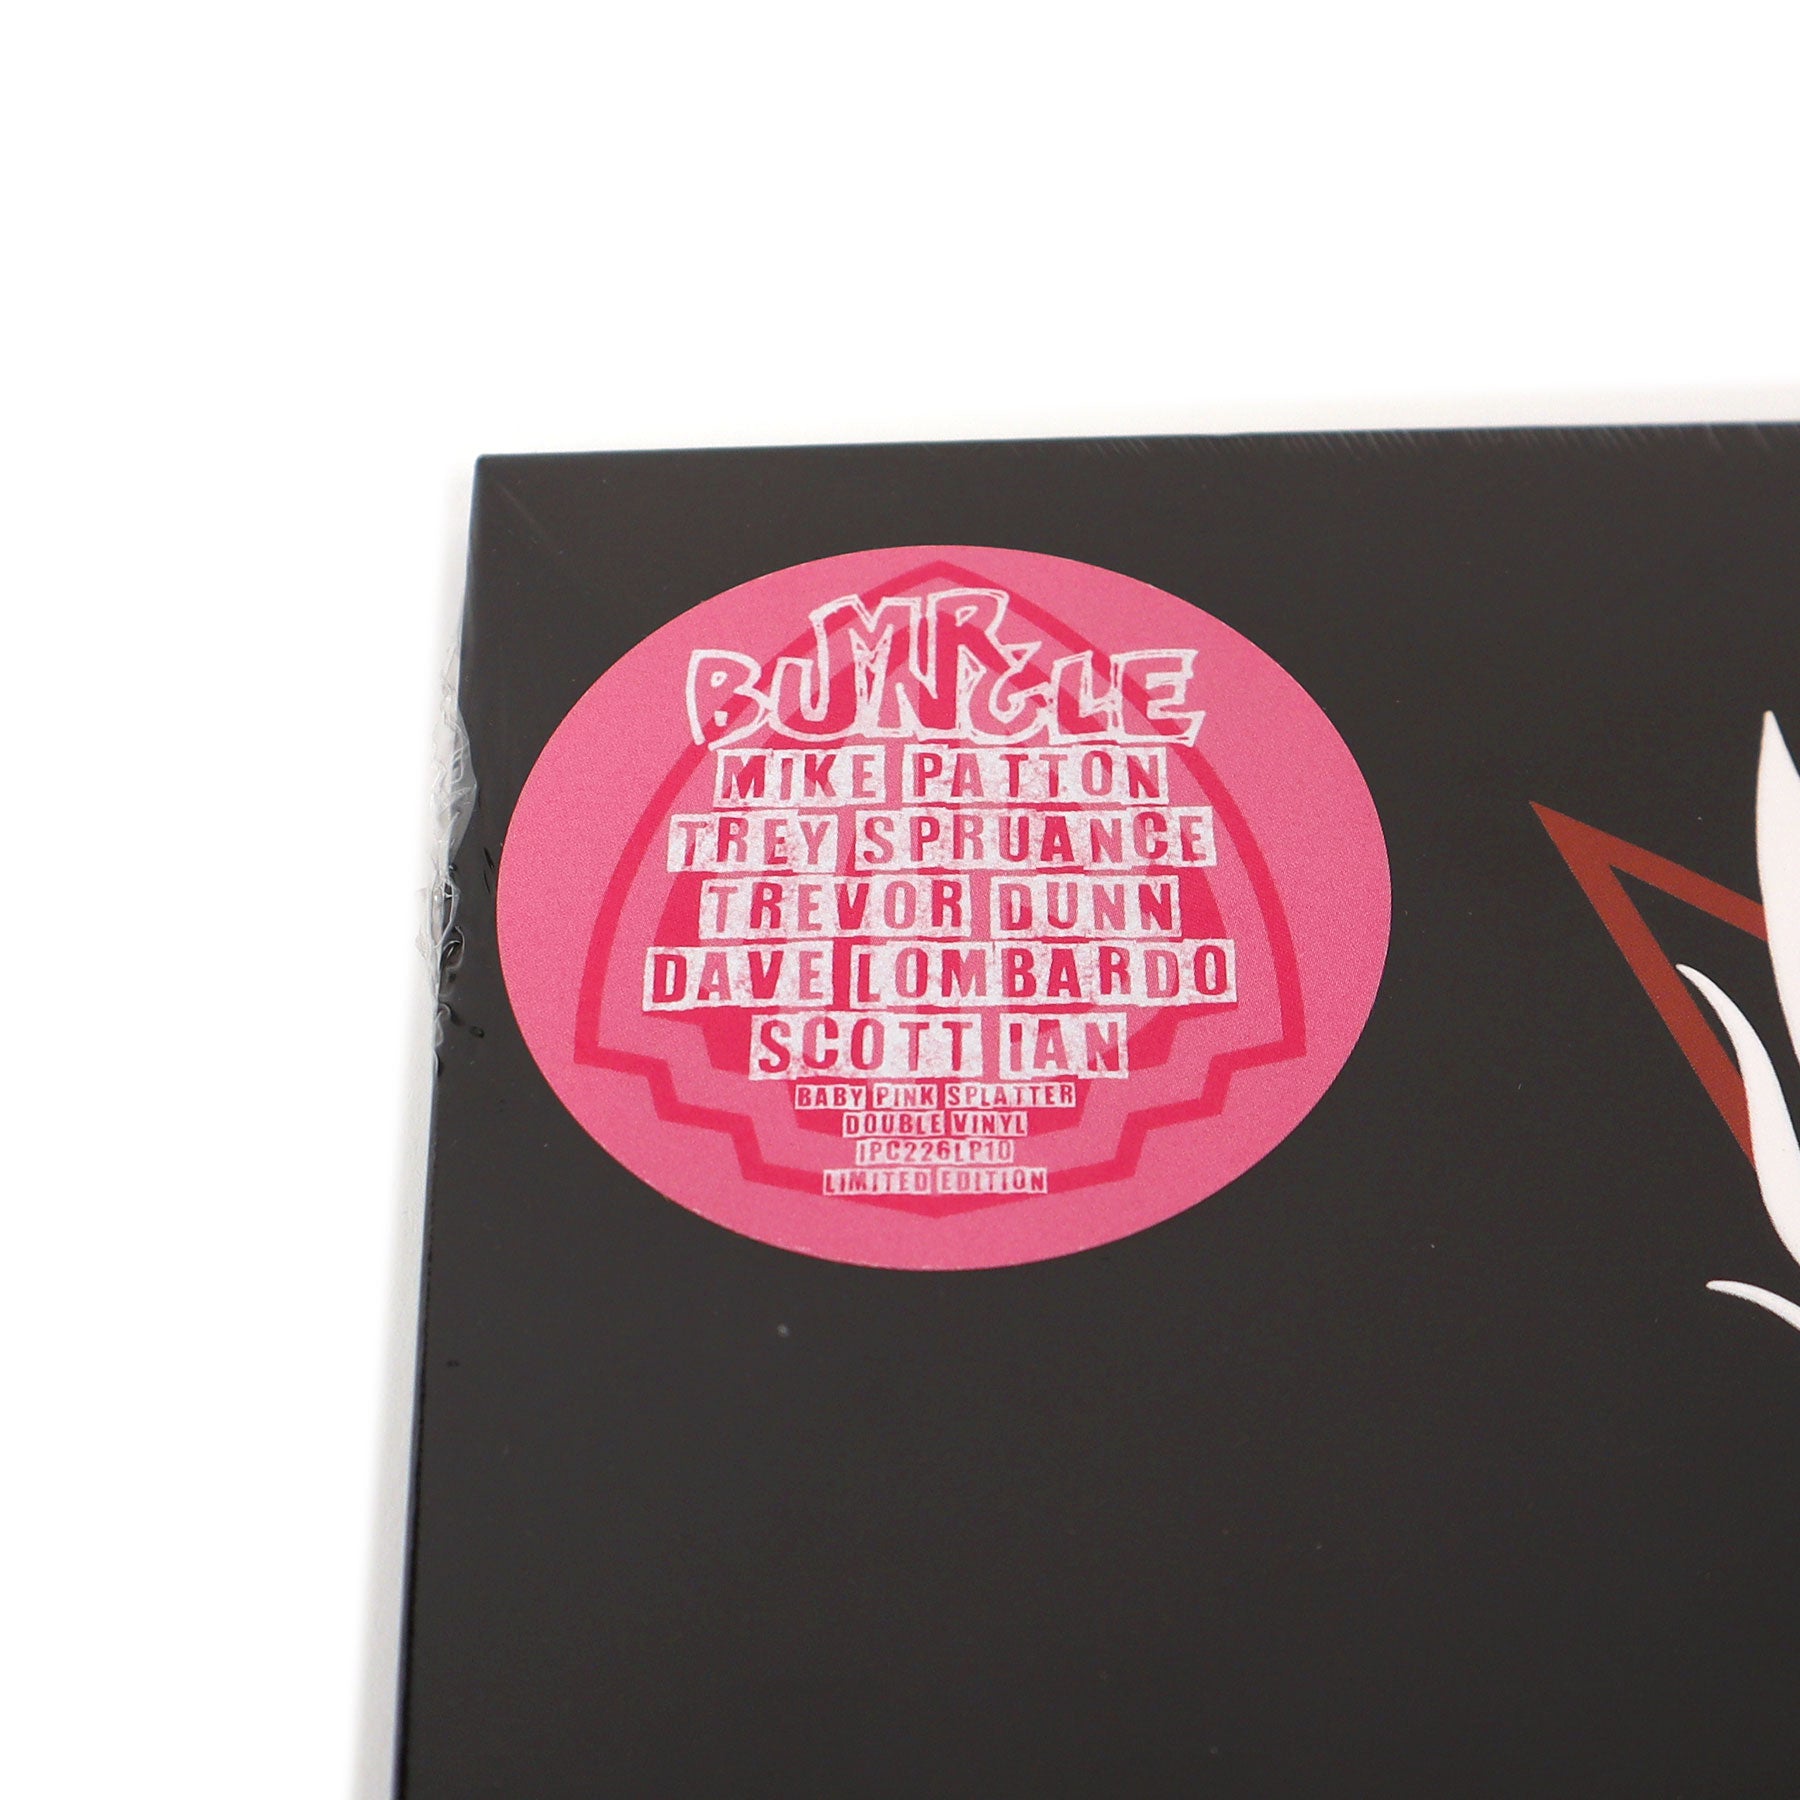 MR.
BUNGLE
MIKE PATTON
TREY SPRUANCE
TREVOR DUNN
DAVE LOMBARDO
SCOTT IAN
BABY PINK SPLATTER
DOUBLE VINYL
IPC226LP10
LIMITED EDITION